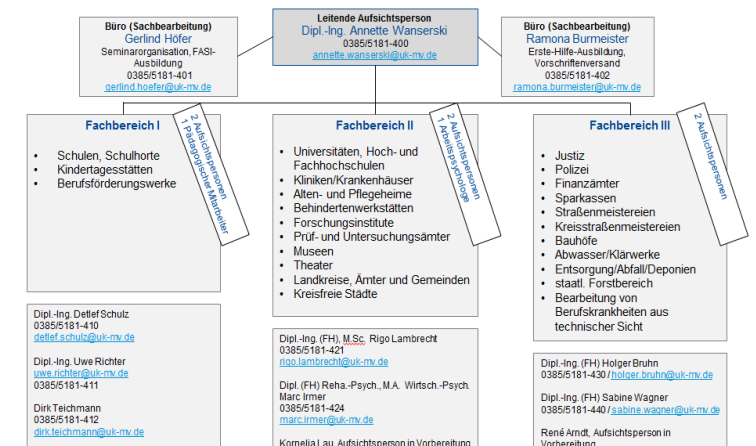 Büro (Sachbearbeitung)
Gerlind Höfer
Seminarorganisation, FASI-
Ausbildung
0385/5181-401
gerlind.hoefer@uk-mv.de
Leitende Aufsichtsperson
Dipl.-Ing. Annette Wanserski
0385/5181-400
annette.wanserski@uk-mv.de
Büro (Sachbearbeitung)
Ramona Burmeister
Erste-Hilfe-Ausbildung,
Vorschriftenversand
0385/5181-402
ramona.burmeister@uk-mv.de
Fachbereich I
• Schulen, Schulhorte
• Kindertagesstätten
• Berufsförderungswerke
2 Aufsichtspersonen
1 Pädagogischer Mitarbeiter
Fachbereich II
• Universitäten, Hoch- und
Fachhochschulen
• Kliniken/Krankenhäuser
• Alten- und Pflegeheime
• Behindertenwerkstätten
• Forschungsinstitute
• Prüf- und Untersuchungsämter
• Museen
• Theater
• Landkreise, Ämter und Gemeinden
• Kreisfreie Städte
2 Aufsichtspersonen
1 Arbeitspsychologe
Fachbereich III
• Justiz
• Polizei
• Finanzämter
• Sparkassen
• Straßenmeistereien
• Kreisstraßenmeistereien
• Bauhöfe
• Abwasser/Klärwerke
• Entsorgung/Abfall/Deponien
• staatl. Forstbereich
• Bearbeitung von
Berufskrankheiten aus
technischer Sicht
2 Aufsichtspersonen
Dipl.-Ing. Detlef Schulz
0385/5181-410
detlef.schulz@uk-mv.de
Dipl.-Ing. Uwe Richter
uwe.richter@uk-mv.de
0385/5181-411
Dirk Teichmann
0385/5181-412
dirk.teichmann@uk-mv.de
Dipl.-Ing. (FH), M.Sc. Rigo Lambrecht
0385/5181-421
rigo.lambrecht@uk-mv.de
Dipl. (FH) Reha.-Psych., M.A. Wirtsch.-Psych.
Marc Irmer
0385/5181-424
marc.irmer@uk-mv.de
Kornelia Lau, Aufsichtsperson in Vorbereitung
Dipl.-Ing. (FH) Holger Bruhn
0385/5181-430 / holger.bruhn@uk-mv.de
Dipl.-Ing. (FH) Sabine Wagner
0385/5181-440 / sabine.wagner@uk-mv.de
René Arndt, Aufsichtsperson in
Vorbereitung